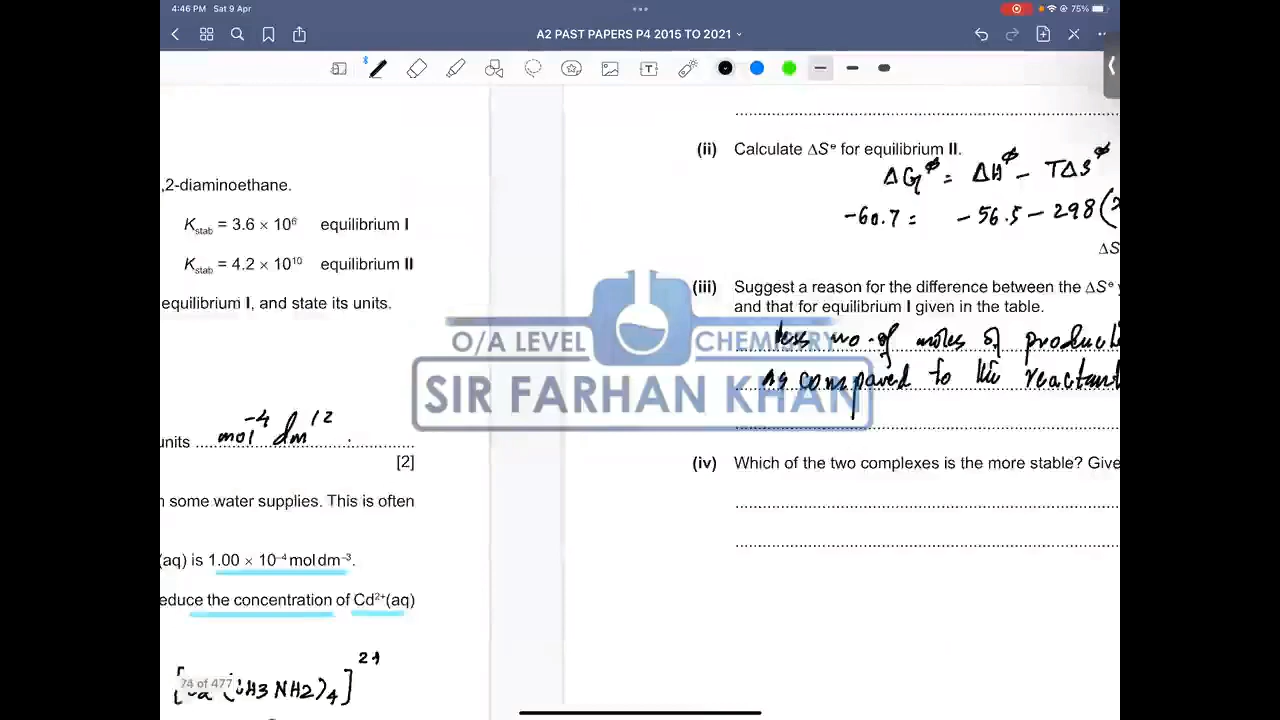 4:46 PM Sat 9 Apr
75%
A2 PAST PAPERS P4 2015 TO 2021
,2-diaminoethane.
Kstab = 3.6 × 10⁶ equilibrium I
Kstab = 4.2 × 10¹⁰ equilibrium II
equilibrium I, and state its units.
units mol⁻⁴ dm¹²
[2]
n some water supplies. This is often
(aq) is 1.00 × 10⁻⁴ mol dm⁻³.
educe the concentration of Cd²⁺(aq)
(CH3 NH2)4]²⁺
74 of 477
(ii) Calculate ΔS⦵ for equilibrium II.
ΔG⦵ = ΔH⦵ - TΔS⦵
-60.7 = -56.5 - 298 (
ΔS
(iii) Suggest a reason for the difference between the ΔS⦵
and that for equilibrium I given in the table.
less no. of moles of product
as compared to the reactant
(iv) Which of the two complexes is the more stable? Give
O/A LEVEL CHEMISTRY
SIR FARHAN KHAN